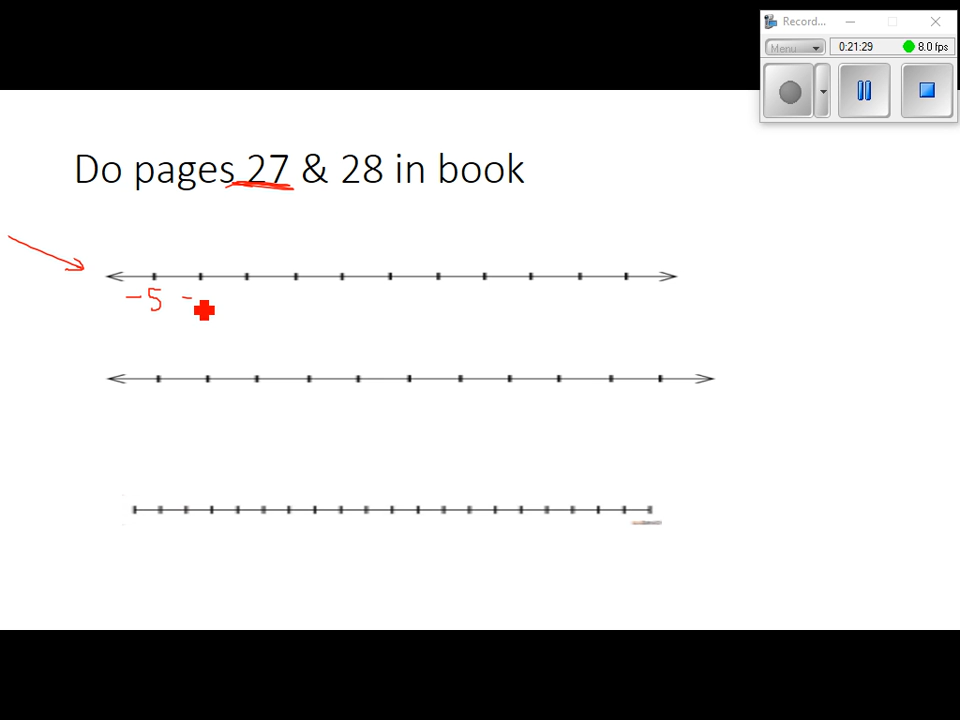 Record...
Menu
0:21:29
8.0 fps
Do pages 27 & 28 in book
-5 -